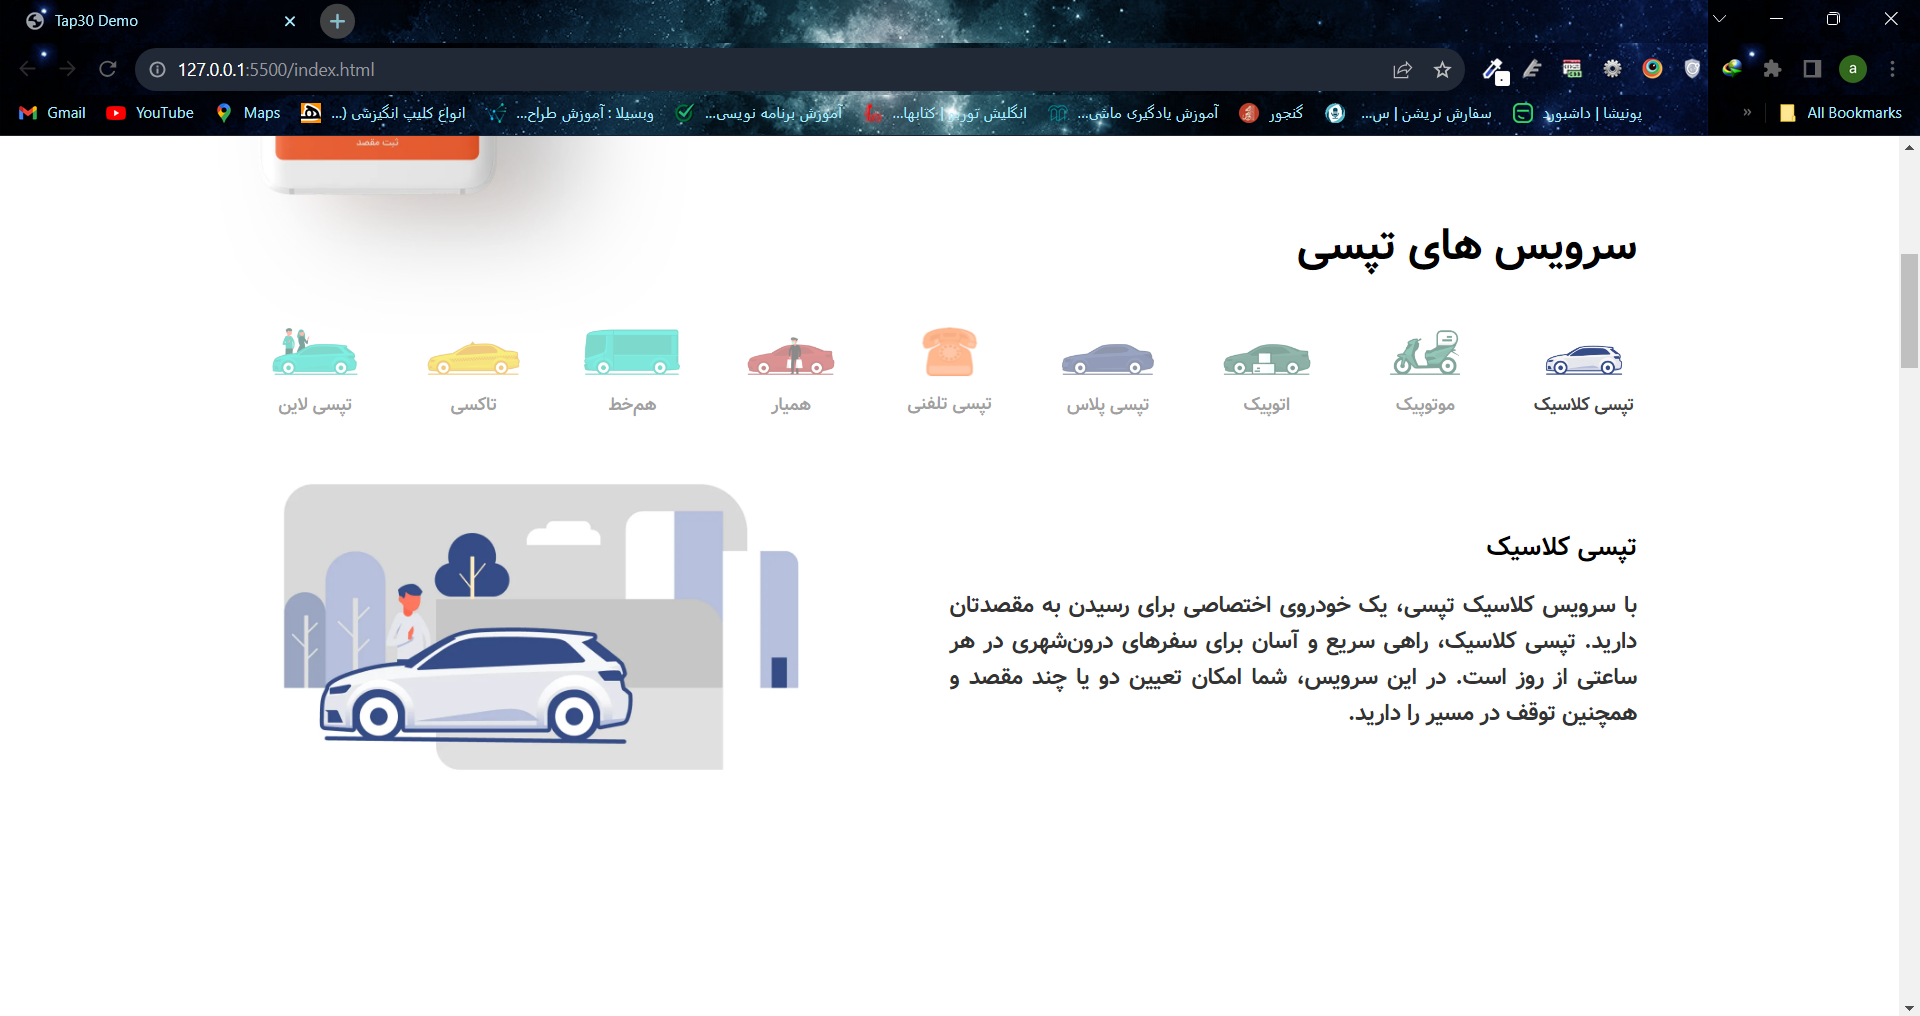 Tap30 Demo
127.0.0.1:5500/index.html
a
Gmail
YouTube
Maps
انواع کلیپ انگیزشی (...
وبسیلا : آموزش طراح...
آموزش برنامه نویسی...
انگلیش تورز | کتابها...
آموزش یادگیری ماشی...
گنجور
سفارش نریشن | س...
پونیشا | داشبورد
»
All Bookmarks
ثبت مقصد
سرویس های تپسی
تپسی کلاسیک
موتوپیک
اتوپیک
تپسی پلاس
تپسی تلفنی
همیار
هم‌خط
تاکسی
تپسی لاین
تپسی کلاسیک
با سرویس کلاسیک تپسی، یک خودروی اختصاصی برای رسیدن به مقصدتان
دارید. تپسی کلاسیک، راهی سریع و آسان برای سفرهای درون‌شهری در هر
ساعتی از روز است. در این سرویس، شما امکان تعیین دو یا چند مقصد و
همچنین توقف در مسیر را دارید.